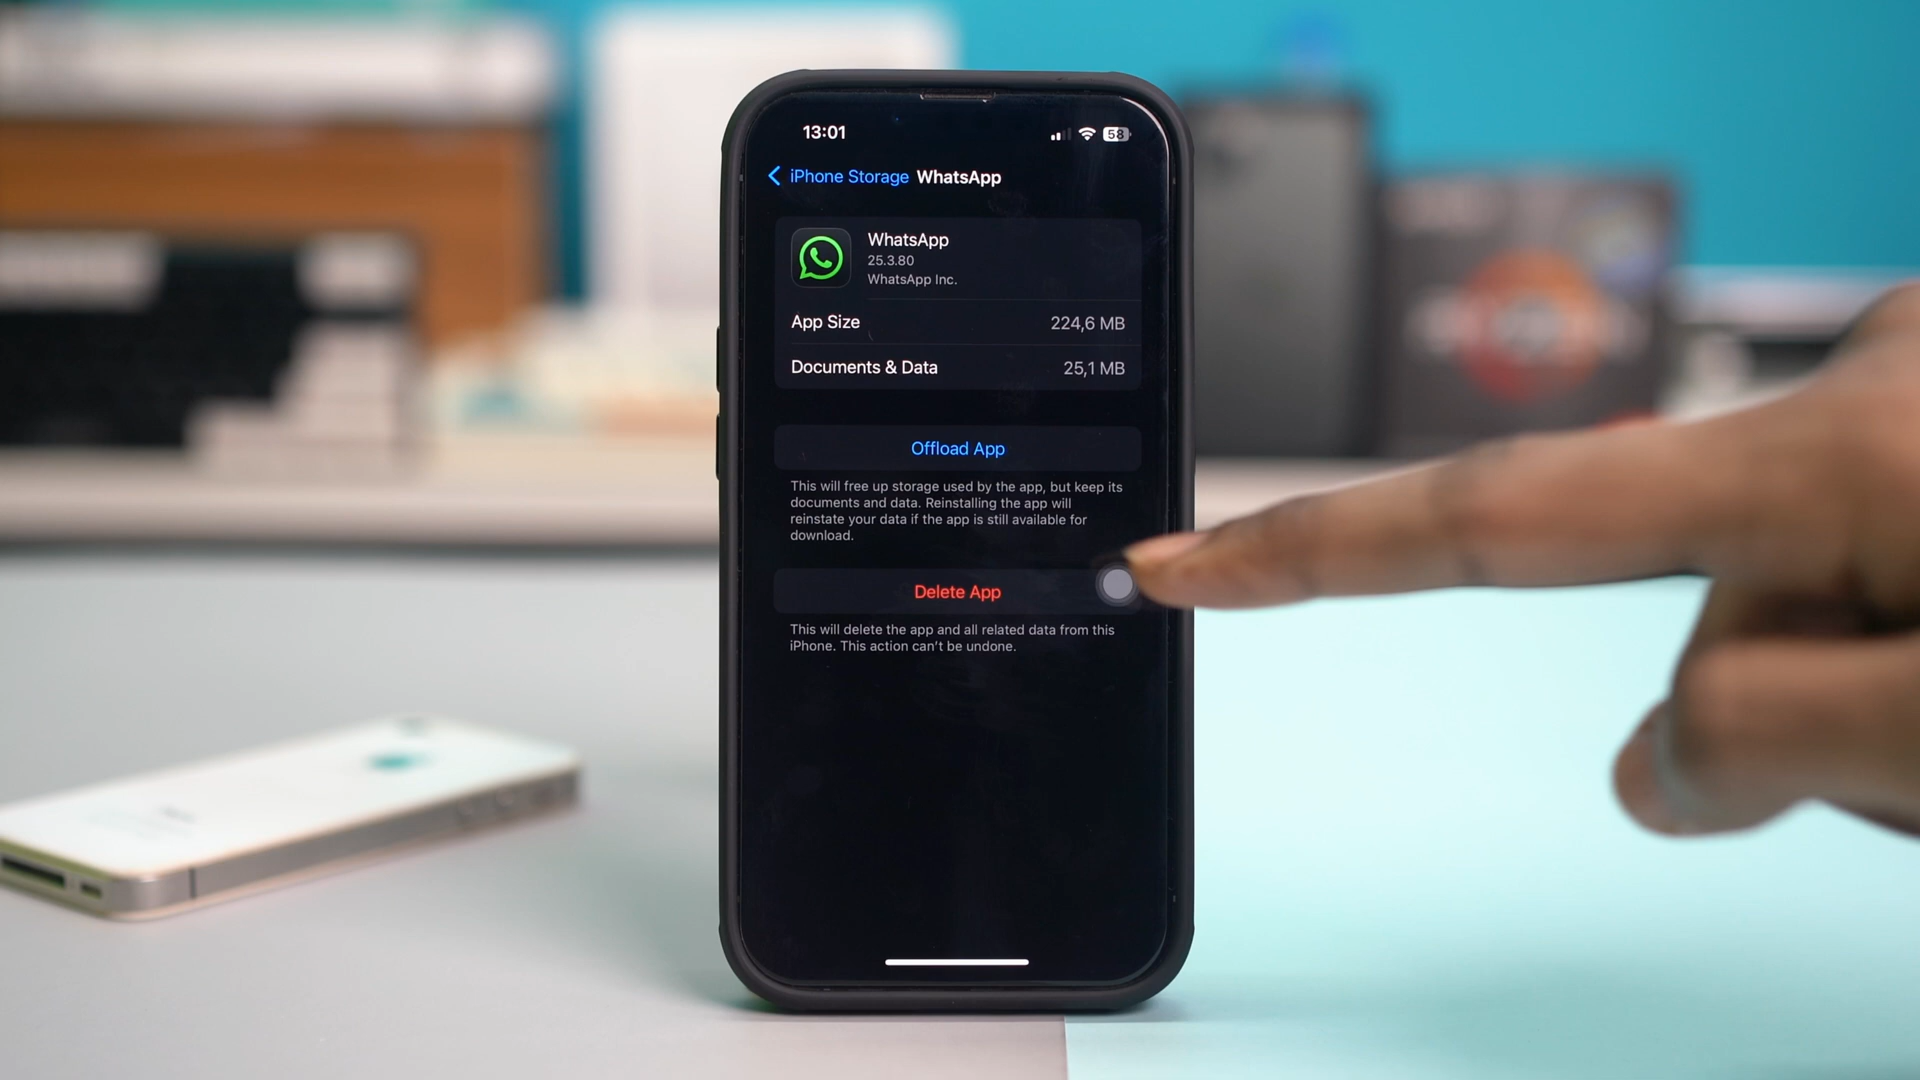 13:01
58
iPhone Storage WhatsApp
WhatsApp
25.3.80
WhatsApp Inc.
App Size 224,6 MB
Documents & Data 25,1 MB
Offload App
This will free up storage used by the app, but keep its
documents and data. Reinstalling the app will
reinstate your data if the app is still available for
download.
Delete App
This will delete the app and all related data from this
iPhone. This action can't be undone.